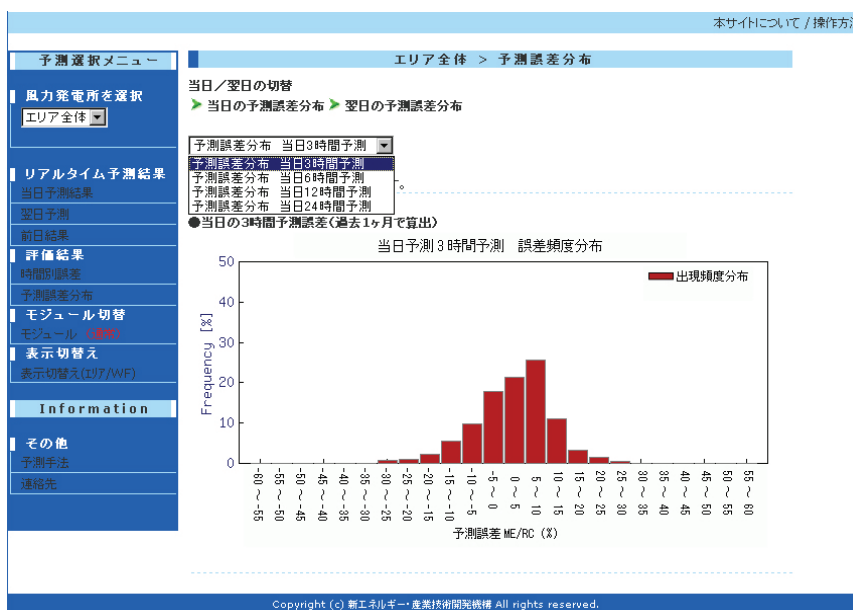 本サイトについて / 操作方法
予測選択メニュー
風力発電所を選択
エリア全体
リアルタイム予測結果
当日予測結果
翌日予測
前日結果
評価結果
時間別誤差
予測誤差分布
モジュール切替
モジュール (通常)
表示切替え
表示切替え(エリア/WF)
Information
その他
予測手法
連絡先
エリア全体 > 予測誤差分布
当日/翌日の切替
当日の予測誤差分布 翌日の予測誤差分布
予測誤差分布 当日3時間予測
予測誤差分布 当日3時間予測
予測誤差分布 当日6時間予測
予測誤差分布 当日12時間予測
予測誤差分布 当日24時間予測
。
●当日の3時間予測誤差(過去1ヶ月で算出)
当日予測3時間予測 誤差頻度分布
出現頻度分布
Frequency [%]
50
40
30
20
10
0
-60～-55
-55～-50
-50～-45
-45～-40
-40～-35
-35～-30
-30～-25
-25～-20
-20～-15
-15～-10
-10～-5
-5～0
0～5
5～10
10～15
15～20
20～25
25～30
30～35
35～40
40～45
45～50
50～55
55～60
予測誤差 ME/RC (%)
Copyright (c) 新エネルギー・産業技術開発機構 All rights reserved.